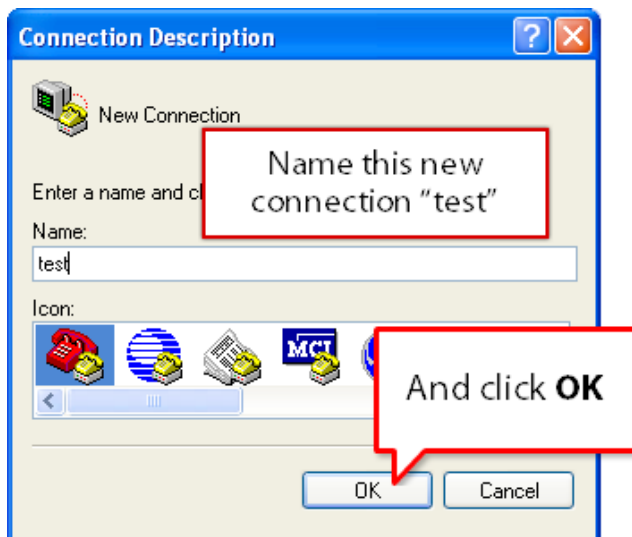 Connection Description
New Connection
Name this new
connection "test"
Enter a name and cl
Name:
test
Icon:
MCI
And click OK
OK
Cancel